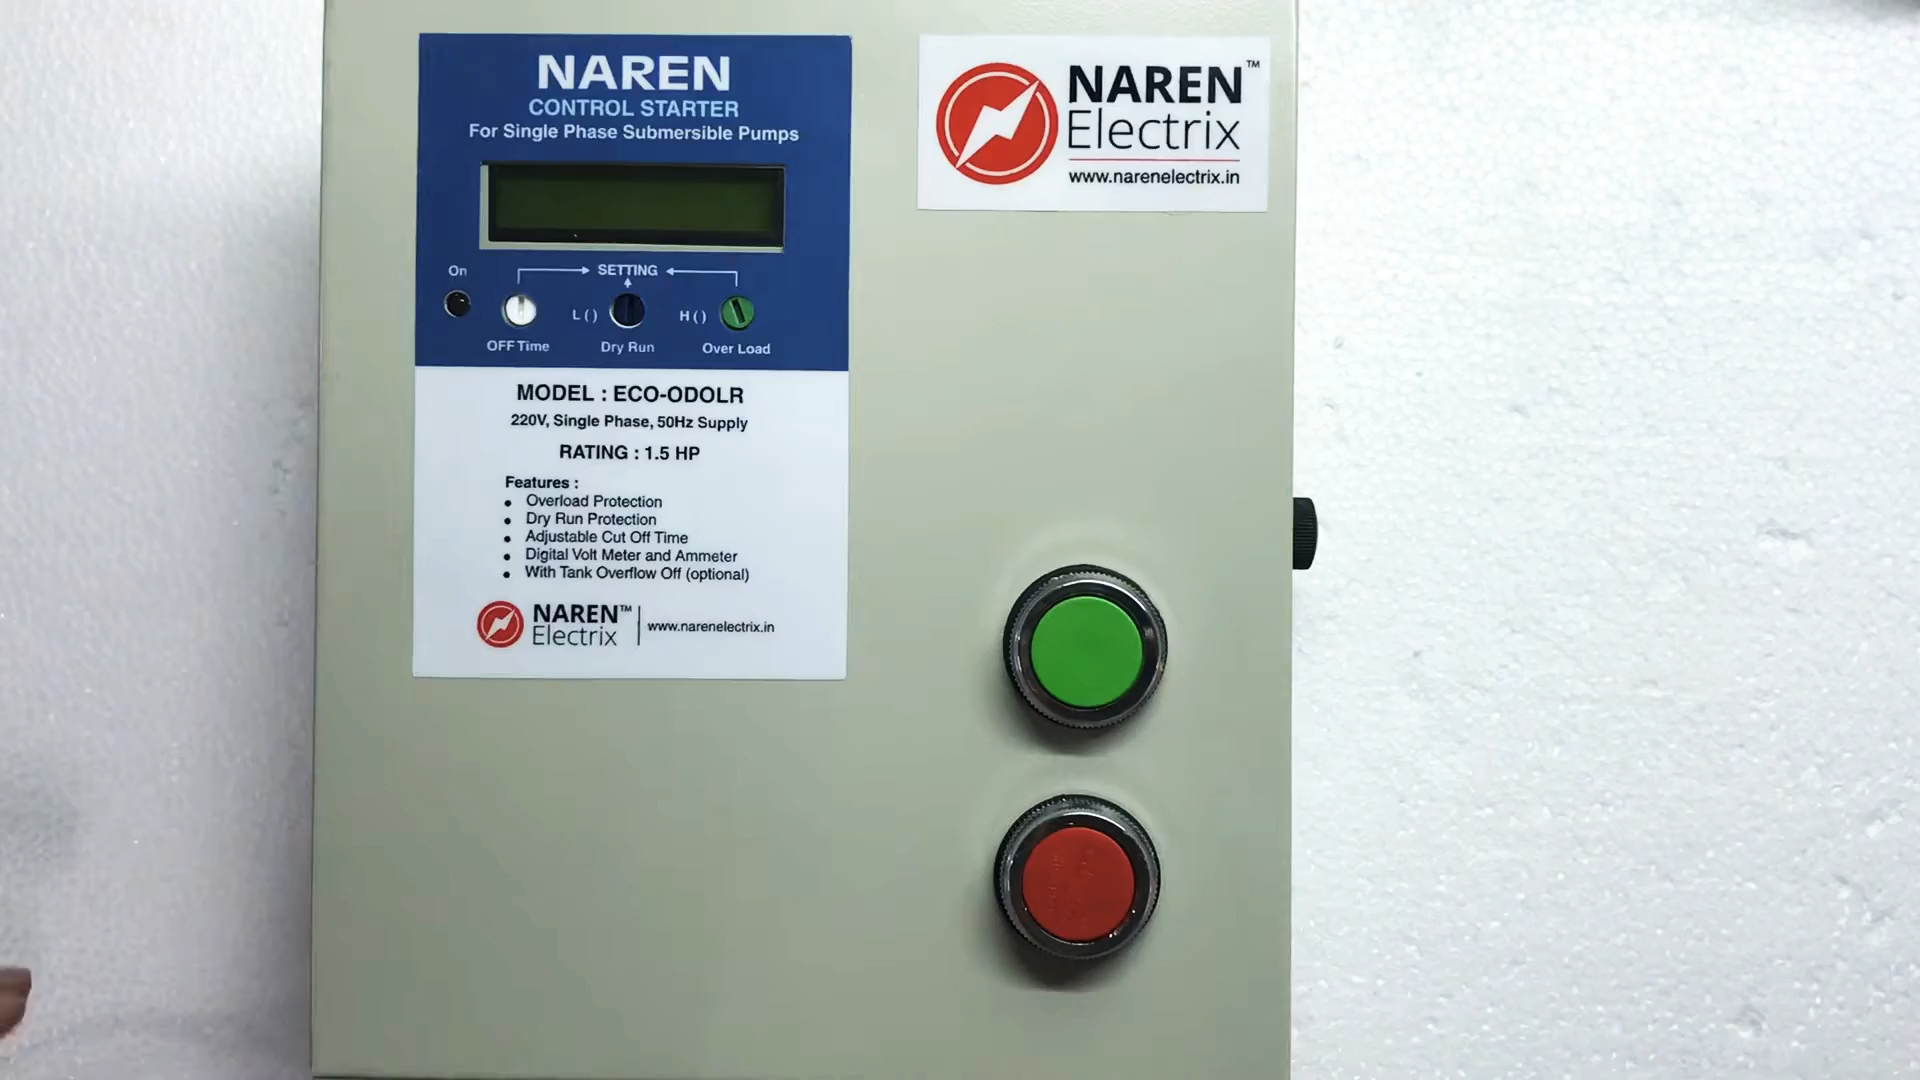 NAREN
CONTROL STARTER
For Single Phase Submersible Pumps
On
SETTING
L ( )
H ( )
OFF Time
Dry Run
Over Load
MODEL : ECO-ODOLR
220V, Single Phase, 50Hz Supply
RATING : 1.5 HP
Features :
• Overload Protection
• Dry Run Protection
• Adjustable Cut Off Time
• Digital Volt Meter and Ammeter
• With Tank Overflow Off (optional)
NAREN™
Electrix
www.narenelectrix.in
NAREN™
Electrix
www.narenelectrix.in